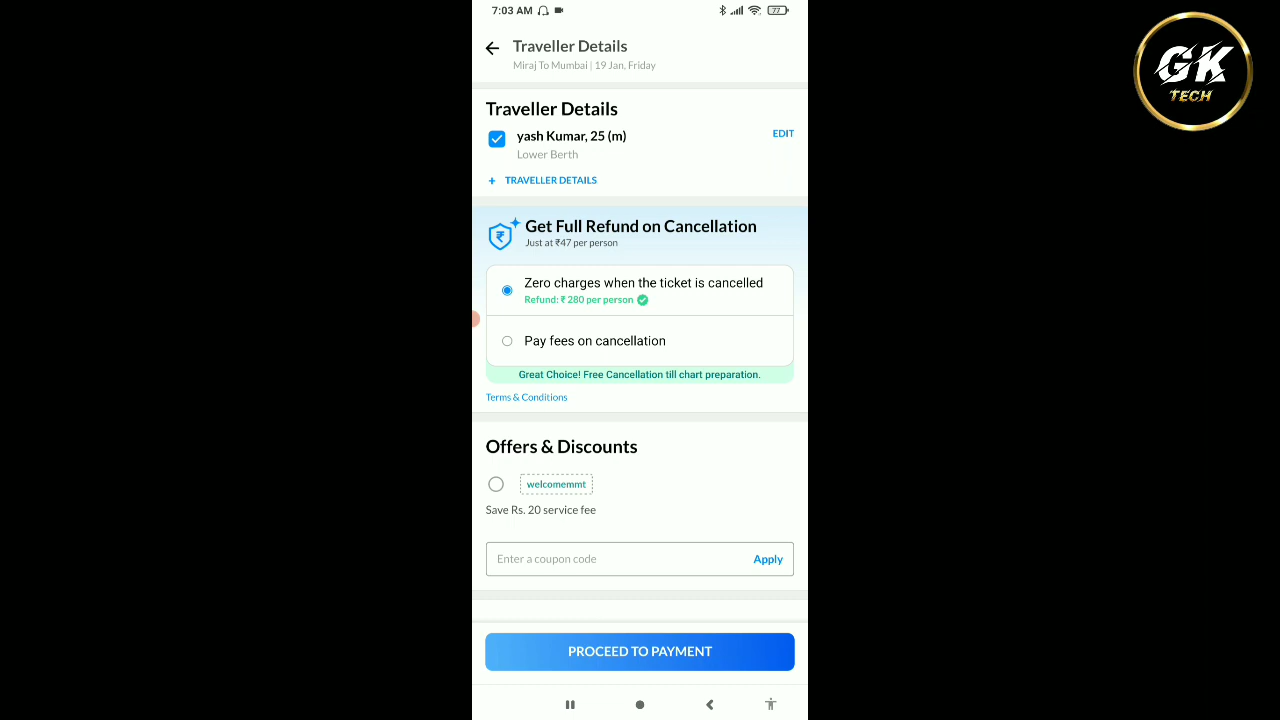 7:03 AM
77
Traveller Details
Miraj To Mumbai | 19 Jan, Friday
GK
TECH
Traveller Details
yash Kumar, 25 (m)
EDIT
Lower Berth
+ TRAVELLER DETAILS
Get Full Refund on Cancellation
Just at ₹47 per person
Zero charges when the ticket is cancelled
Refund: ₹ 280 per person
Pay fees on cancellation
Great Choice! Free Cancellation till chart preparation.
Terms & Conditions
Offers & Discounts
welcomemmt
Save Rs. 20 service fee
Enter a coupon code
Apply
PROCEED TO PAYMENT